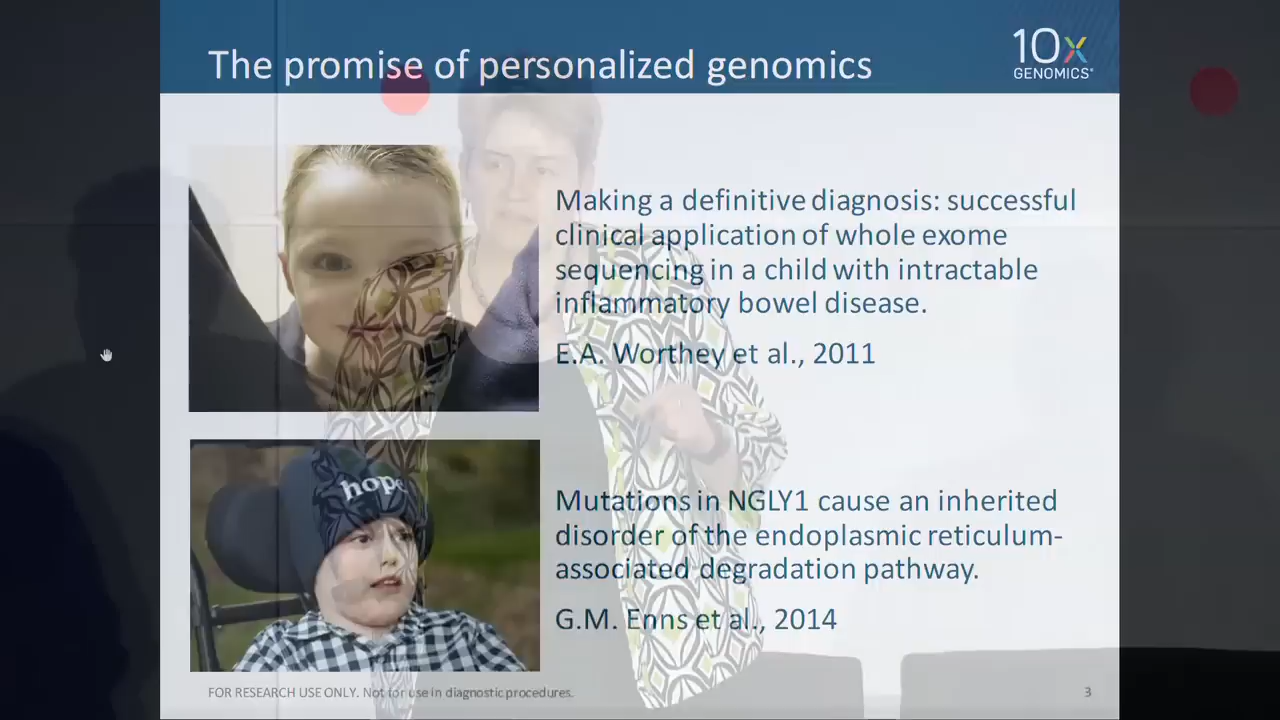 The promise of personalized genomics
10x
GENOMICS
Making a definitive diagnosis: successful
clinical application of whole exome
sequencing in a child with intractable
inflammatory bowel disease.
E.A. Worthey et al., 2011
hope
Mutations in NGLY1 cause an inherited
disorder of the endoplasmic reticulum-
associated degradation pathway.
G.M. Enns et al., 2014
FOR RESEARCH USE ONLY. Not for use in diagnostic procedures.
3